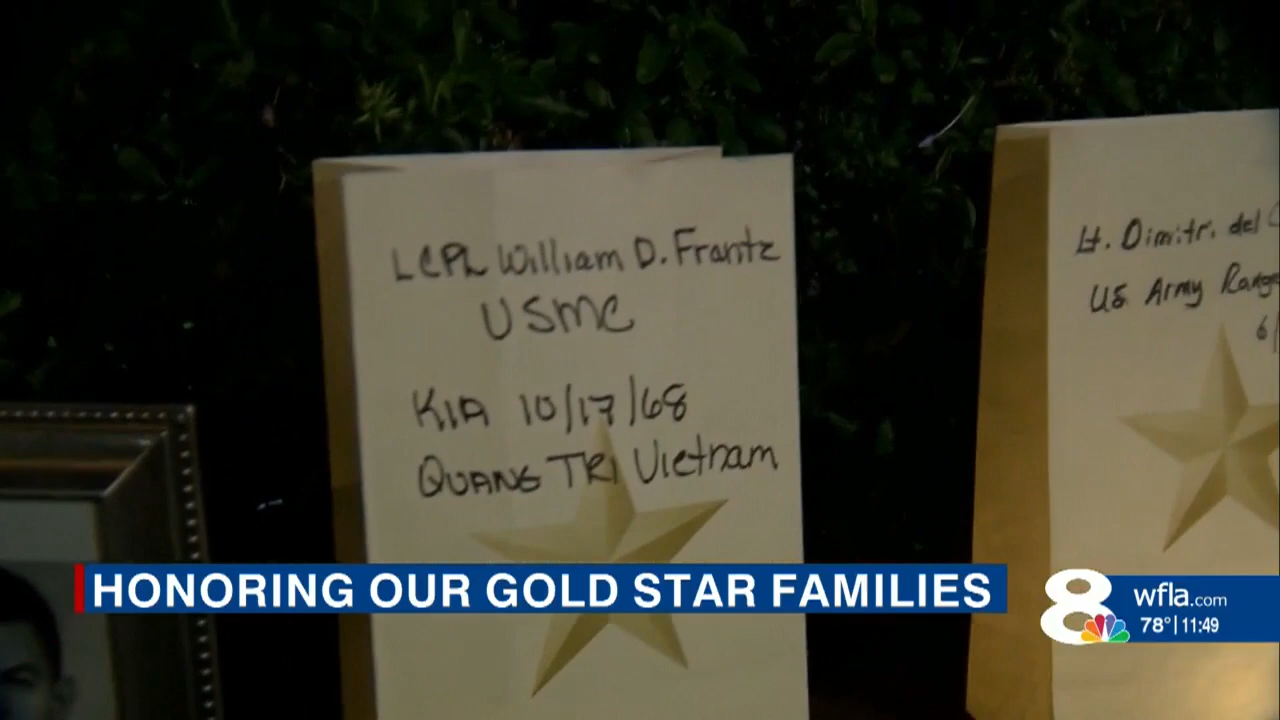 LCPL William D. Frantz
USMC
KIA 10/17/68
QUANG TRI Vietnam
Lt. Dimitri del
US Army
6/
HONORING OUR GOLD STAR FAMILIES
8
wfla.com
78° | 11:49